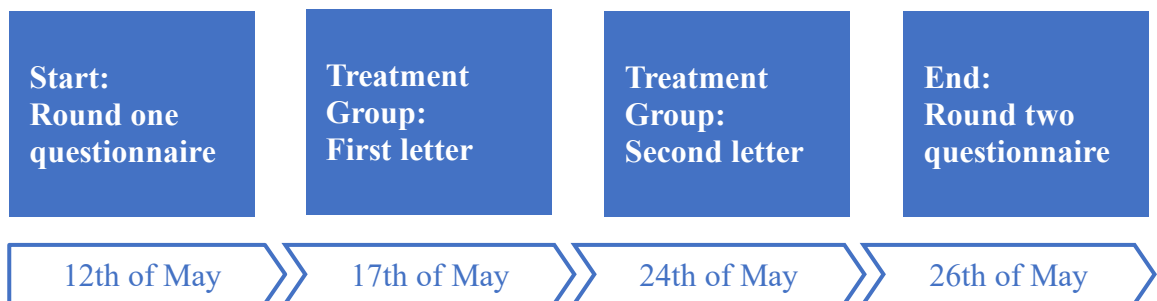 Start:
Round one
questionnaire
Treatment
Group:
First letter
Treatment
Group:
Second letter
End:
Round two
questionnaire
12th of May
17th of May
24th of May
26th of May